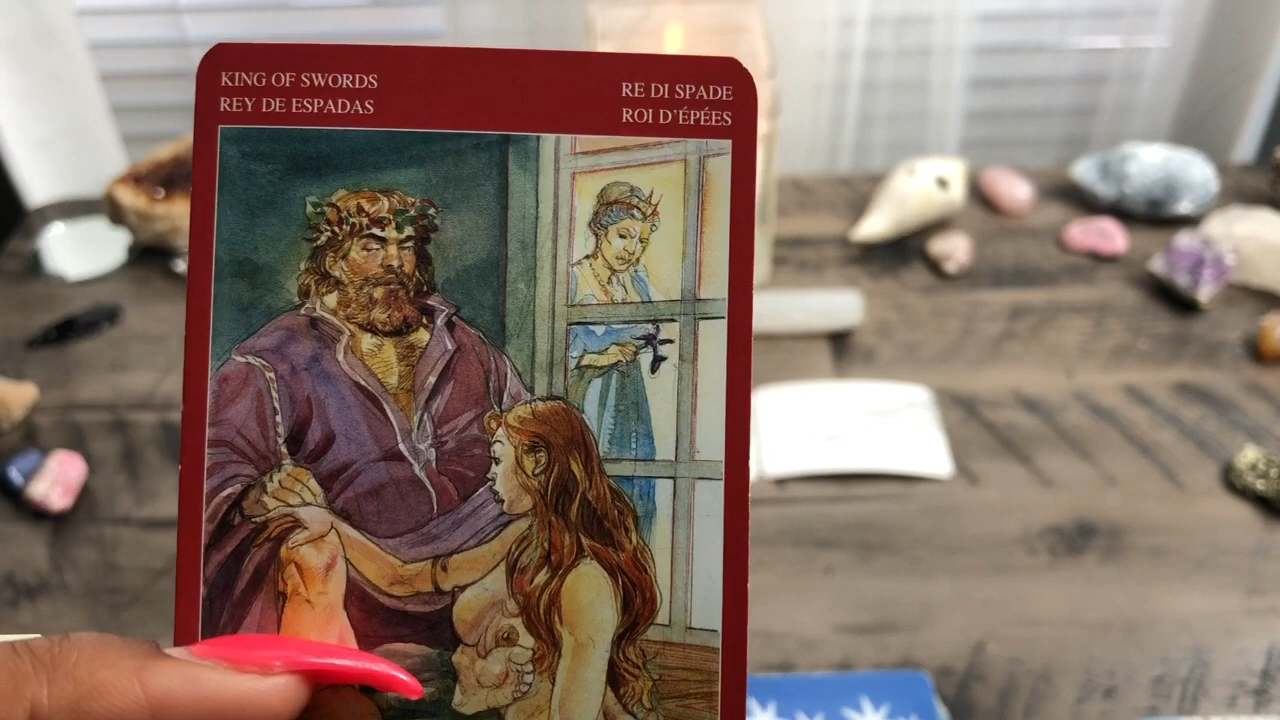 KING OF SWORDS
REY DE ESPADAS
RE DI SPADE
ROI D'ÉPÉES